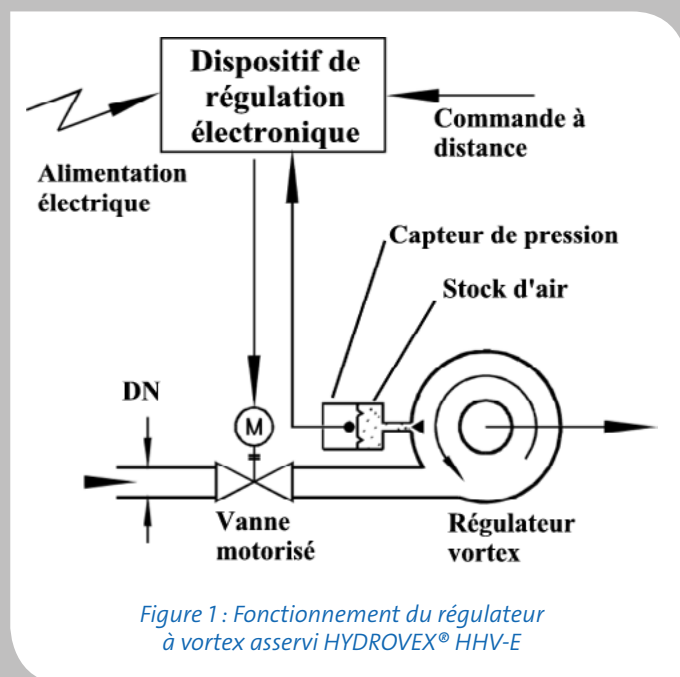 Dispositif de
régulation
électronique
Commande à
distance
Alimentation
électrique
Capteur de pression
Stock d'air
DN
M
Vanne
motorisé
Régulateur
vortex
Figure 1 : Fonctionnement du régulateur
à vortex asservi HYDROVEX® HHV-E